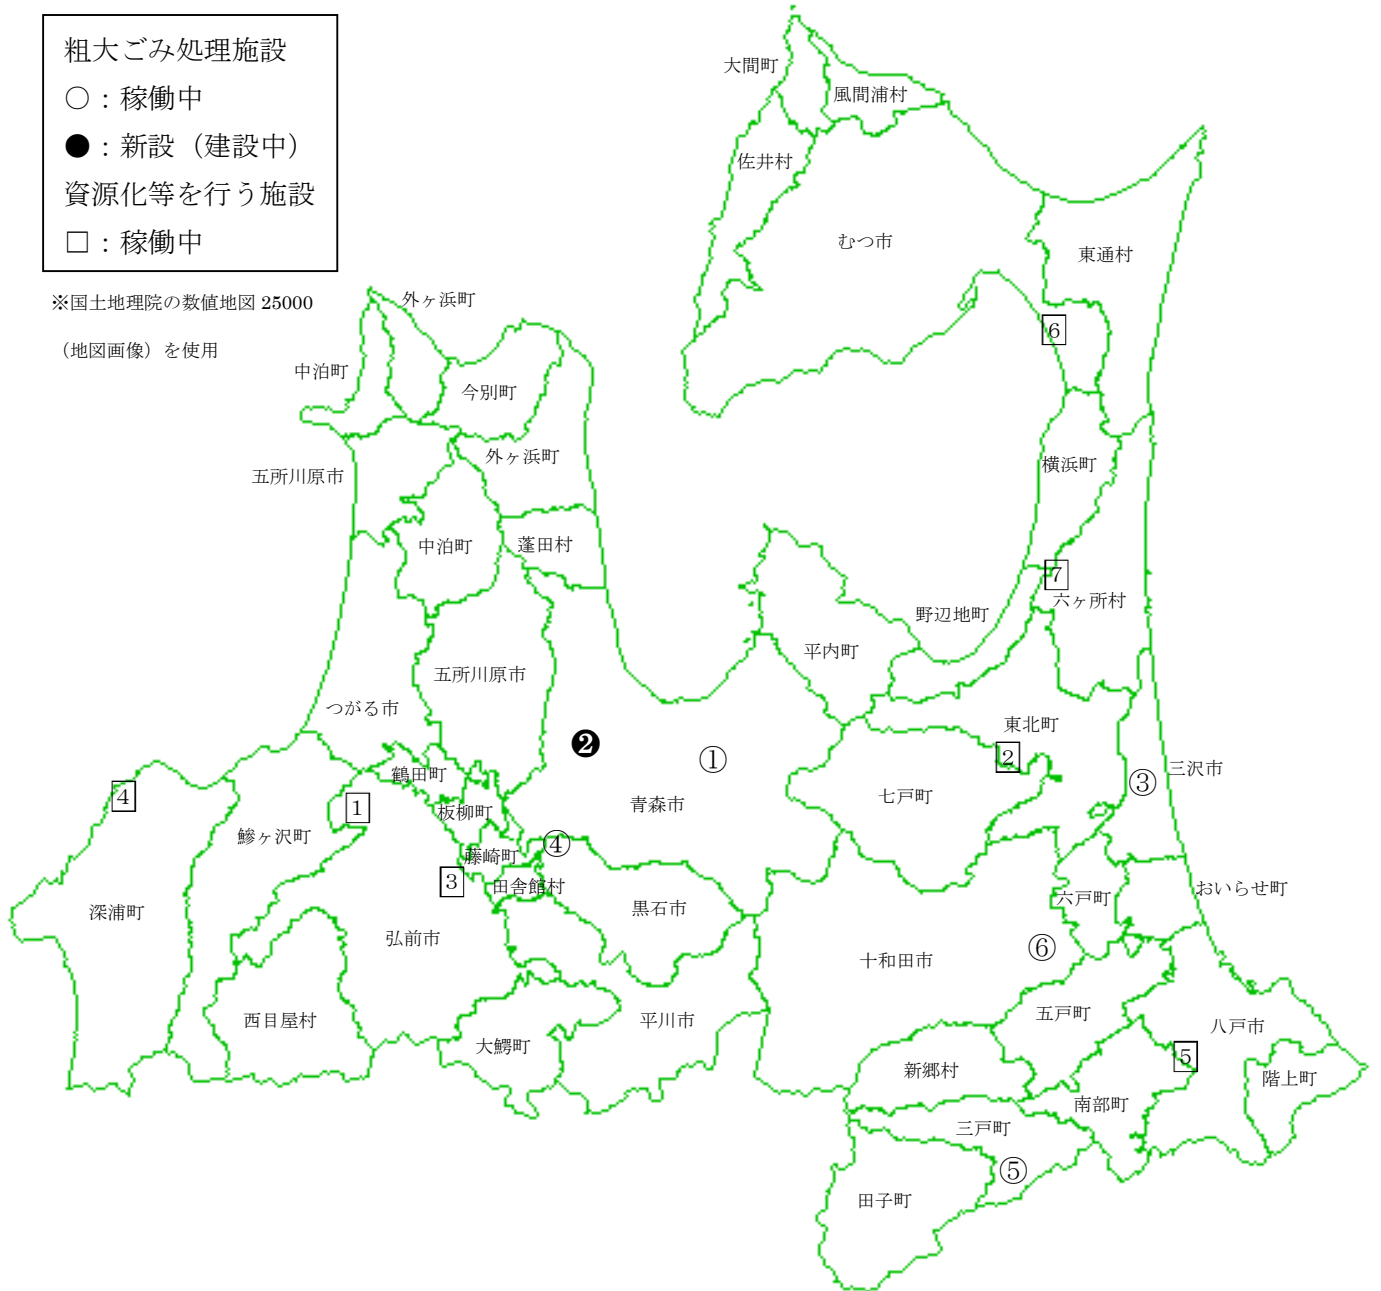 粗大ごみ処理施設
○：稼働中
●：新設（建設中）
資源化等を行う施設
□：稼働中
※国土地理院の数値地図 25000
（地図画像）を使用
大間町
風間浦村
佐井村
むつ市
東通村
外ヶ浜町
6
中泊町
今別町
外ヶ浜町
横浜町
五所川原市
中泊町
蓬田村
7
六ヶ所村
野辺地町
平内町
五所川原市
つがる市
東北町
❷
①
2
三沢市
③
鶴田町
七戸町
4
1
板柳町
青森市
鰺ヶ沢町
④
藤崎町
3
田舎館村
おいらせ町
六戸町
深浦町
黒石市
弘前市
⑥
十和田市
五戸町
西目屋村
平川市
八戸市
大鰐町
5
新郷村
階上町
南部町
三戸町
⑤
田子町